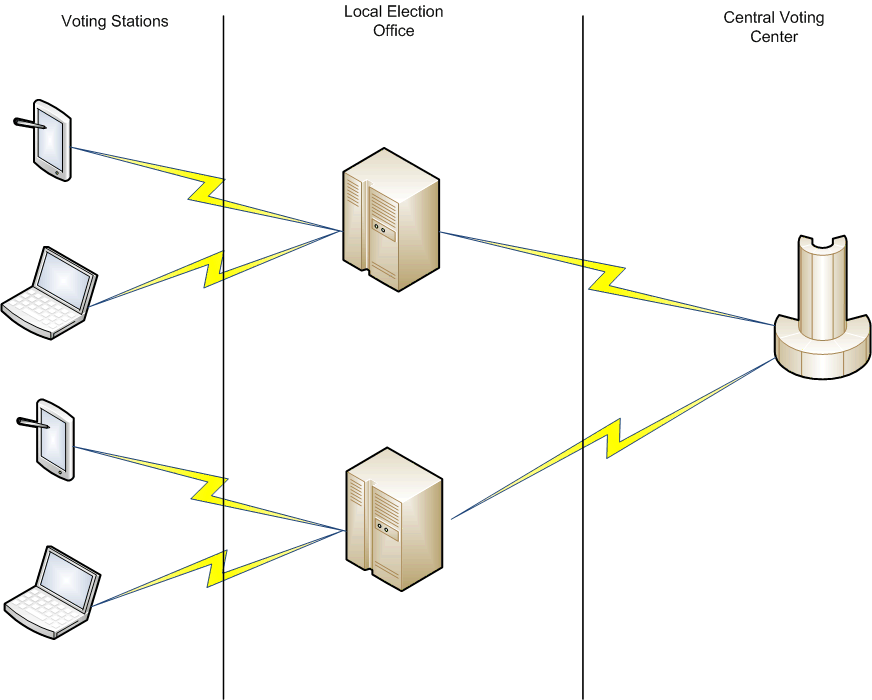 Voting Stations
Local Election
Office
Central Voting
Center